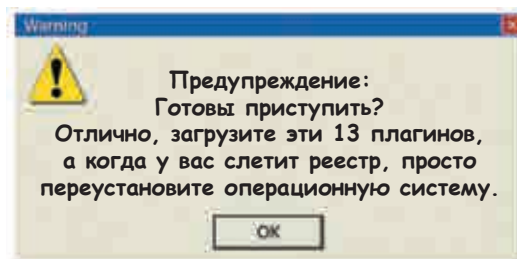 Warning
Предупреждение:
Готовы приступить?
Отлично, загрузите эти 13 плагинов,
а когда у вас слетит реестр, просто
переустановите операционную систему.
OK